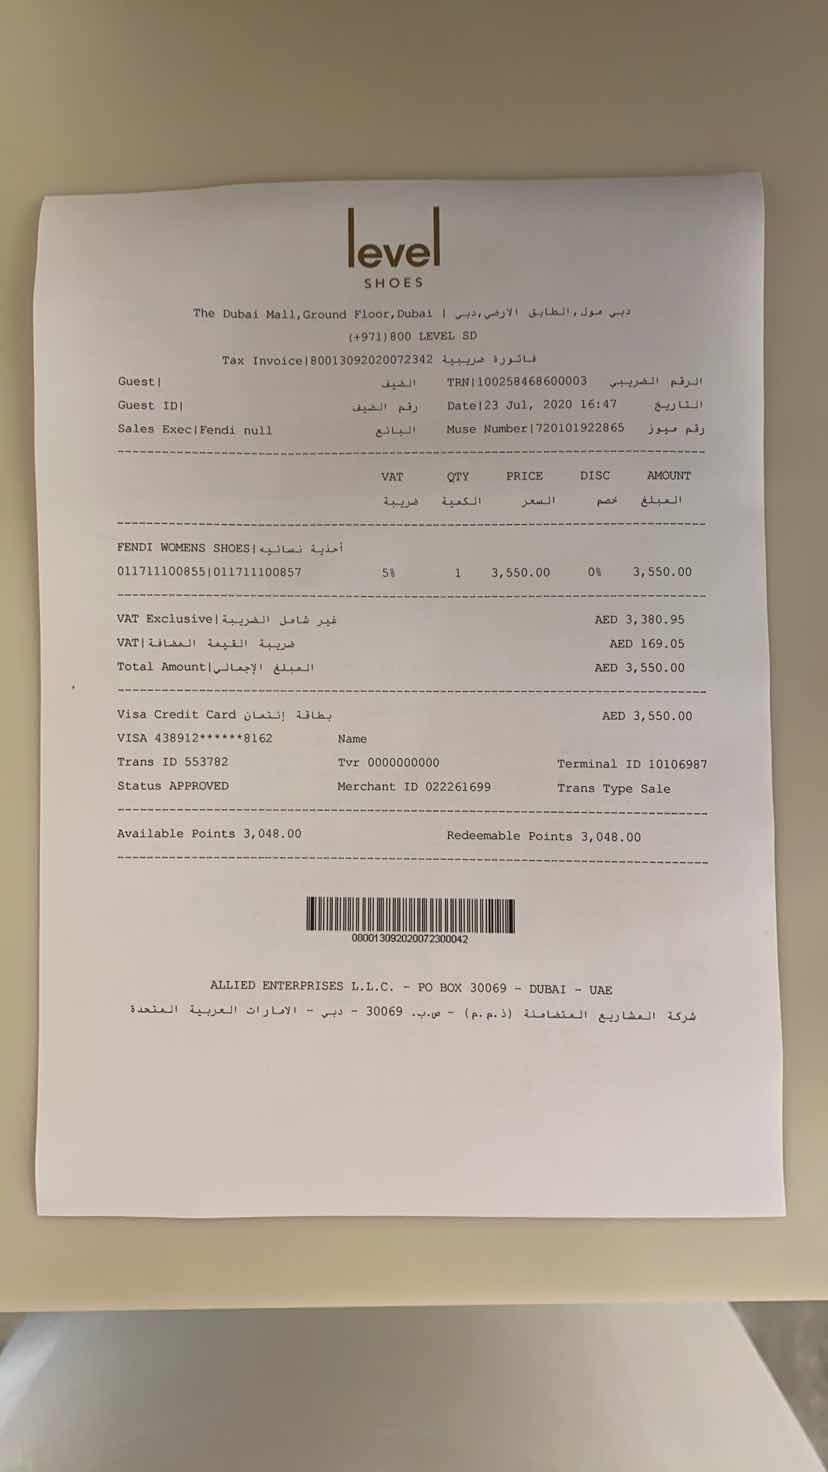 level
SHOES
The Dubai Mall,Ground Floor,Dubai | دبي مول,الطابق الارضي,دبي
(+971)800 LEVEL SD
Tax Invoice|80013092020072342 فاتورة ضريبية
Guest| الضيف TRN|100258468600003 الرقم الضريبي
Guest ID| رقم الضيف Date|23 Jul, 2020 16:47 التاريخ
Sales Exec|Fendi null البائع Muse Number|720101922865 رقم ميوز
VAT QTY PRICE DISC AMOUNT
ضريبة الكمية السعر خصم المبلغ
FENDI WOMENS SHOES|أحذية نسائيه
011711100855|011711100857 5% 1 3,550.00 0% 3,550.00
VAT Exclusive|غير شامل الضريبة AED 3,380.95
VAT|ضريبة القيمة المضافة AED 169.05
Total Amount|المبلغ الإجمالي AED 3,550.00
Visa Credit Card بطاقة إئتمان AED 3,550.00
VISA 438912******8162 Name
Trans ID 553782 Tvr 0000000000 Terminal ID 10106987
Status APPROVED Merchant ID 022261699 Trans Type Sale
Available Points 3,048.00 Redeemable Points 3,048.00
080013092020072300042
ALLIED ENTERPRISES L.L.C. - PO BOX 30069 - DUBAI - UAE
شركة المشاريع المتضامنة (ذ.م.م) - ص.ب. 30069 - دبي - الامارات العربية المتحدة